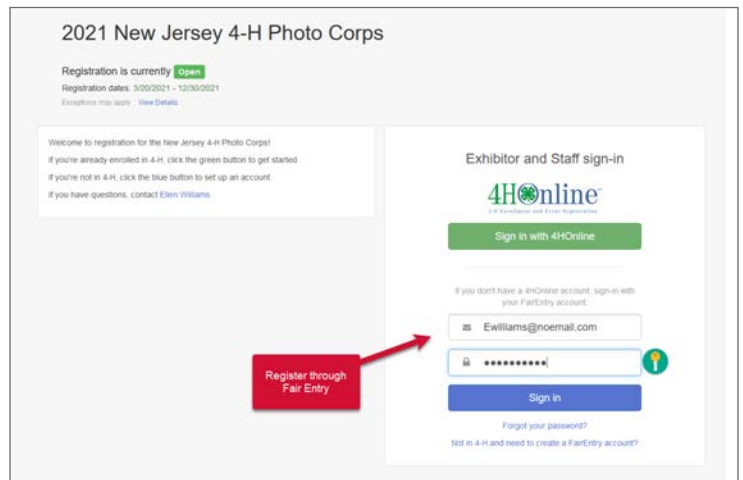 2021 New Jersey 4-H Photo Corps
Registration is currently Open
Registration dates: 3/20/2021 - 12/30/2021
Exceptions may apply View Details
Welcome to registration for the New Jersey 4-H Photo Corps!
If you're already enrolled in 4-H, click the green button to get started
If you're not in 4-H, click the blue button to set up an account
If you have questions, contact Ellen Williams
Exhibitor and Staff sign-in
4HOnline
4-H Enrollment and Event Registration
Sign in with 4HOnline
If you don't have a 4HOnline account, sign-in with
your FairEntry account.
Ewilliams@noemail.com
Register through
Fair Entry
Sign in
Forgot your password?
Not in 4-H and need to create a FairEntry account?